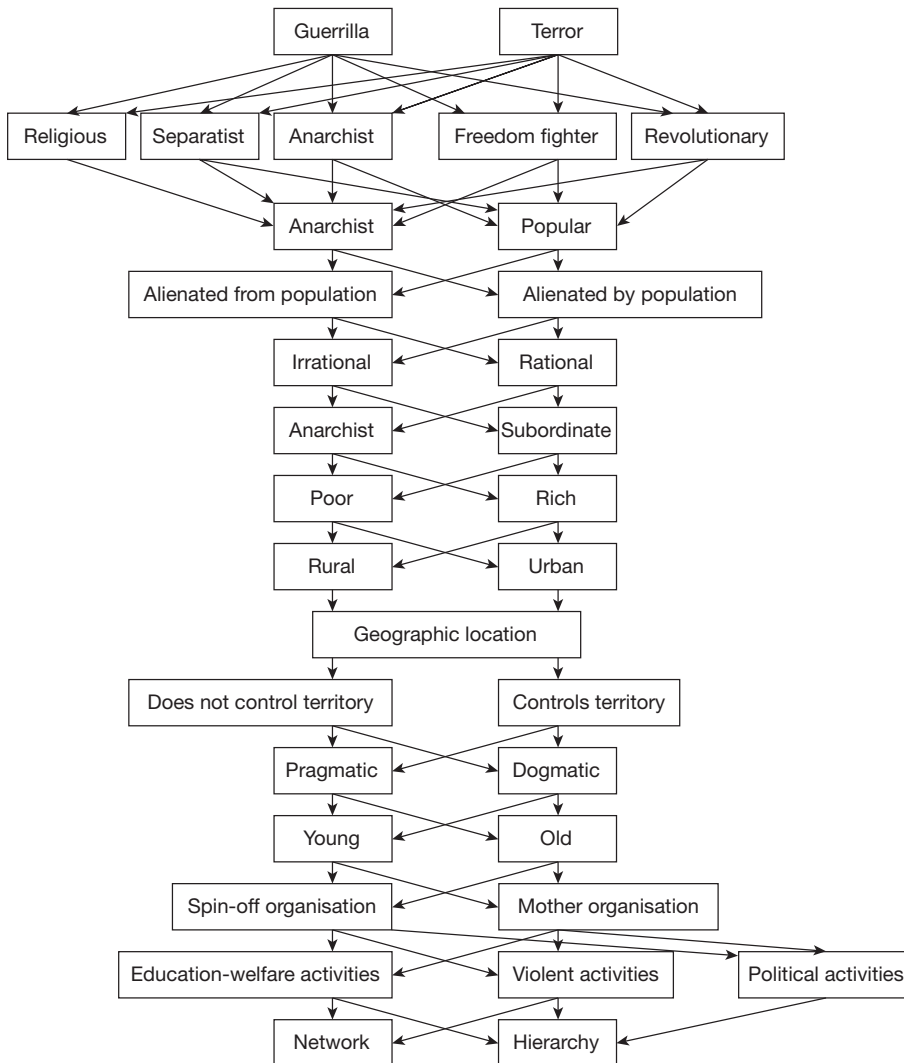 Guerrilla
Terror
Religious
Separatist
Anarchist
Freedom fighter
Revolutionary
Anarchist
Popular
Alienated from population
Alienated by population
Irrational
Rational
Anarchist
Subordinate
Poor
Rich
Rural
Urban
Geographic location
Does not control territory
Controls territory
Pragmatic
Dogmatic
Young
Old
Spin-off organisation
Mother organisation
Education-welfare activities
Violent activities
Political activities
Network
Hierarchy